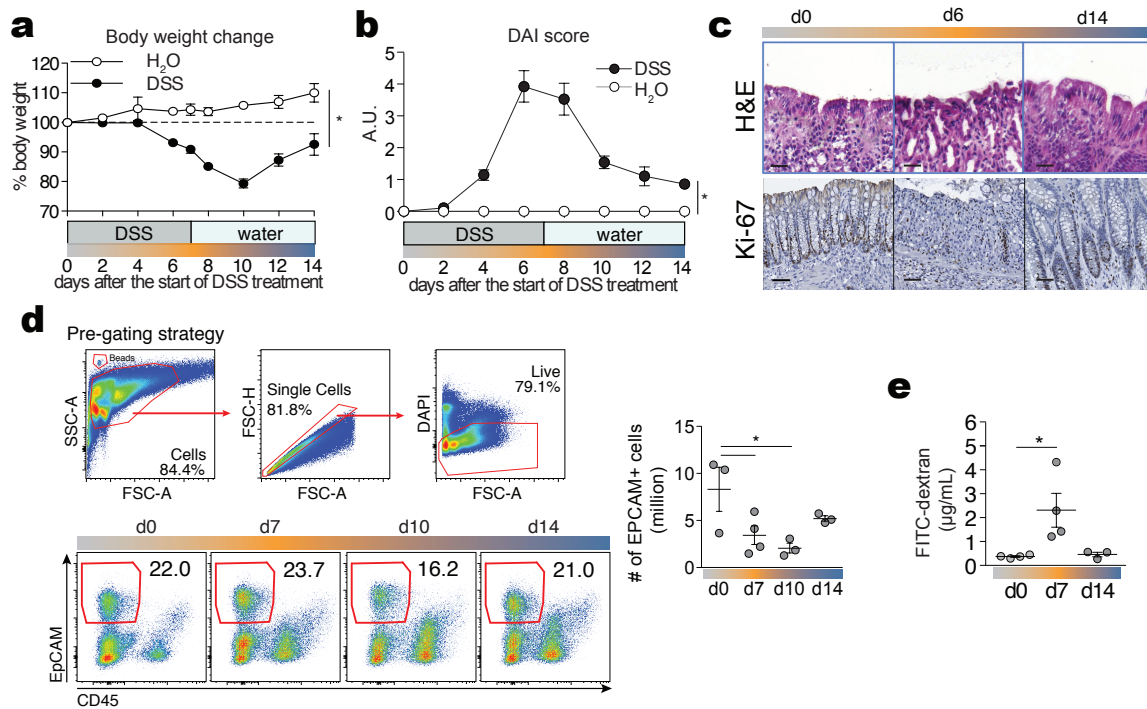 a
Body weight change
H₂O
DSS
120
110
100
90
80
70
% body weight
*
DSS
water
0 2 4 6 7 8 10 12 14
days after the start of DSS treatment
b
DAI score
DSS
H₂O
5
4
3
2
1
0
A.U.
*
DSS
water
0 2 4 6 8 10 12 14
days after the start of DSS treatment
c
d0 d6 d14
H&E
Ki-67
d
Pre-gating strategy
Beads
SSC-A
Cells
84.4%
FSC-A
FSC-H
Single Cells
81.8%
FSC-A
DAPI
Live
79.1%
FSC-A
d0 d7 d10 d14
22.0 23.7 16.2 21.0
EpCAM
CD45
# of EPCAM+ cells
(million)
15
10
5
0
*
d0 d7 d10 d14
e
FITC-dextran
(µg/mL)
6
5
4
3
2
1
0
*
d0 d7 d14